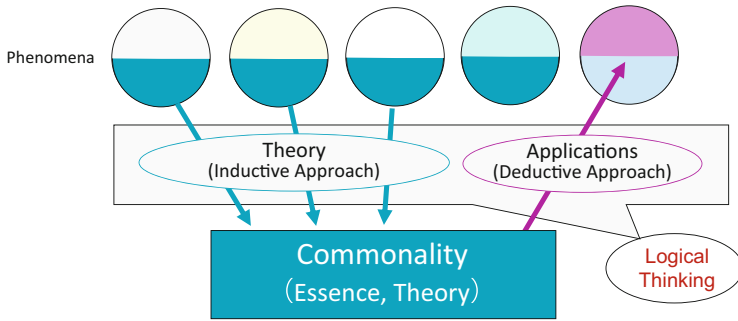 Phenomena
Theory
(Inductive Approach)
Applications
(Deductive Approach)
Commonality
（Essence, Theory）
Logical
Thinking